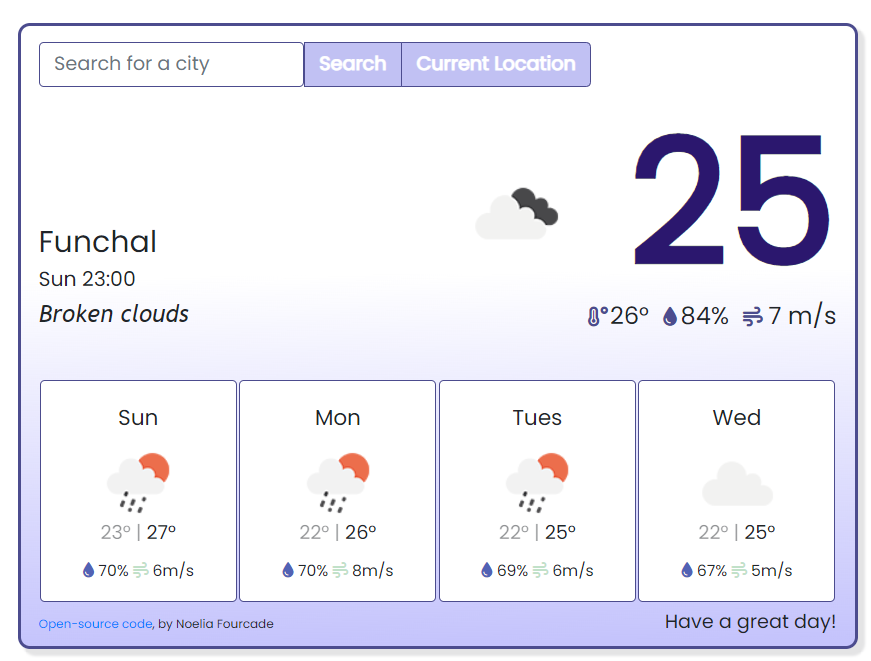 Search for a city Search Current Location
25
Funchal
Sun 23:00
Broken clouds
26° 84% 7 m/s
Sun Mon Tues Wed
23° | 27° 22° | 26° 22° | 25° 22° | 25°
70% 6m/s 70% 8m/s 69% 6m/s 67% 5m/s
Open-source code, by Noelia Fourcade Have a great day!